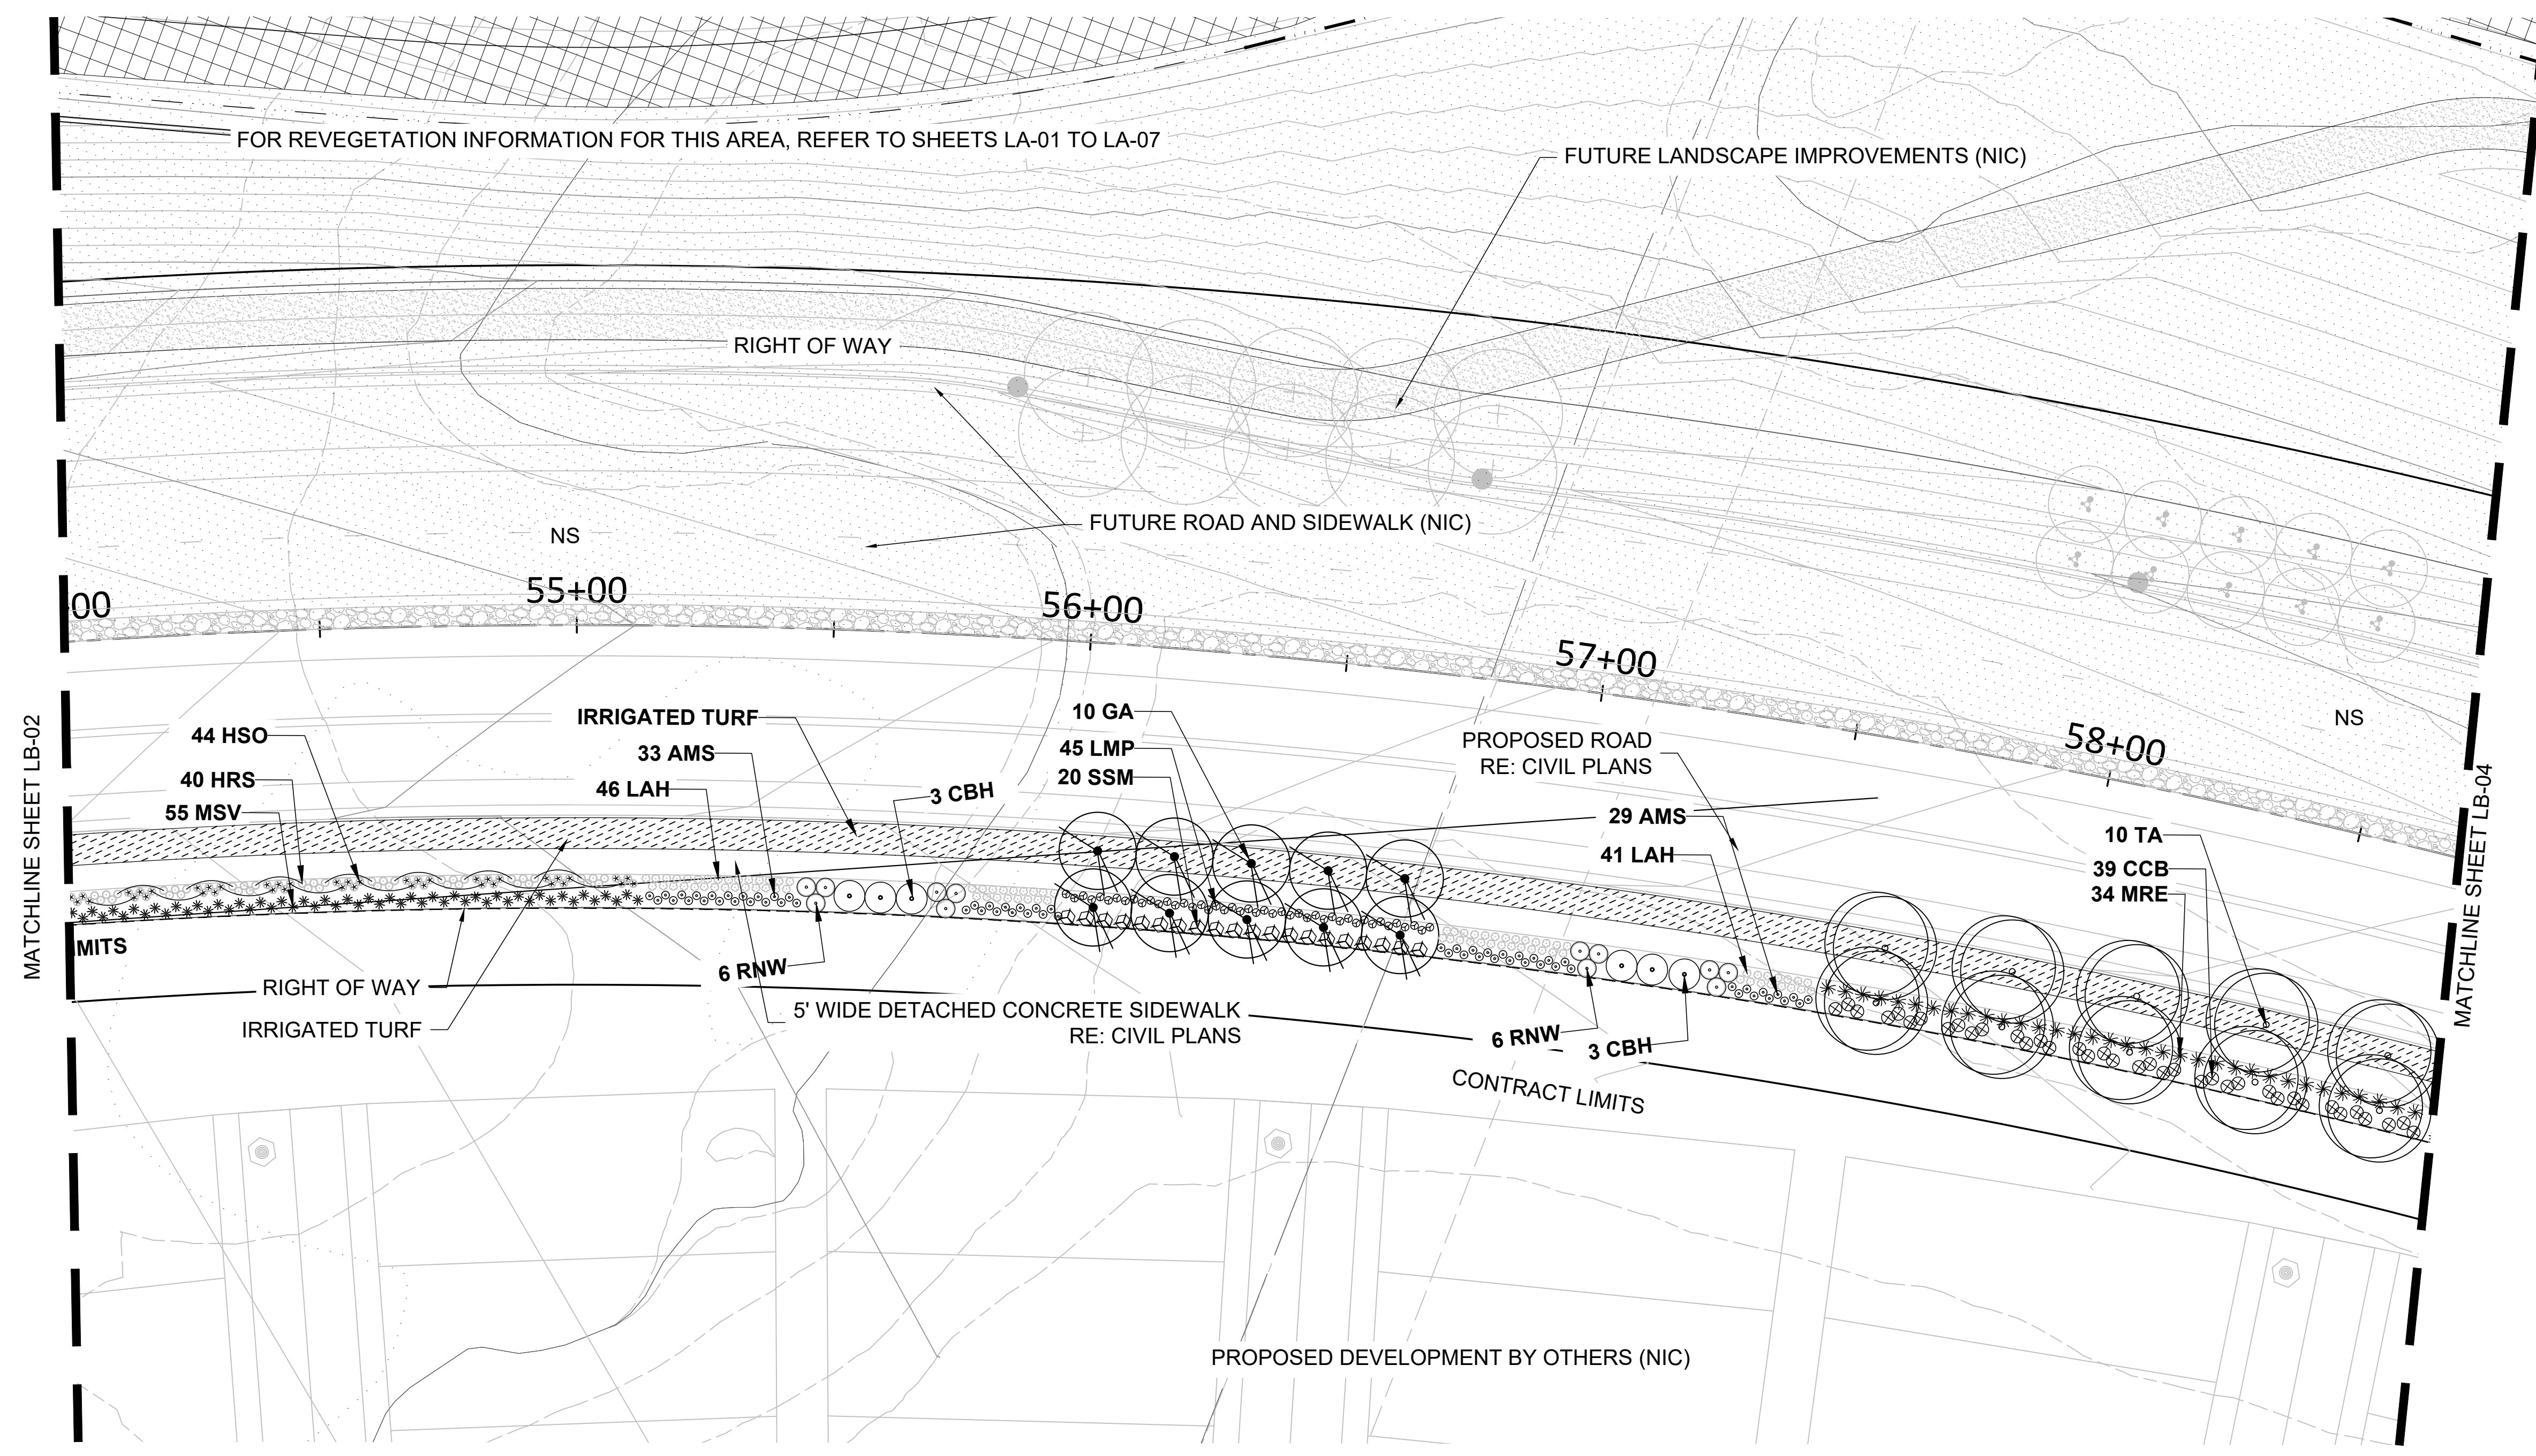 FOR REVEGETATION INFORMATION FOR THIS AREA, REFER TO SHEETS LA-01 TO LA-07
FUTURE LANDSCAPE IMPROVEMENTS (NIC)
RIGHT OF WAY
FUTURE ROAD AND SIDEWALK (NIC)
NS
00
55+00
56+00
57+00
58+00
NS
MATCHLINE SHEET LB-02
44 HSO
40 HRS
55 MSV
IRRIGATED TURF
33 AMS
46 LAH
3 CBH
10 GA
45 LMP
20 SSM
PROPOSED ROAD
RE: CIVIL PLANS
29 AMS
41 LAH
10 TA
39 CCB
34 MRE
MATCHLINE SHEET LB-04
IMITS
RIGHT OF WAY
IRRIGATED TURF
6 RNW
5' WIDE DETACHED CONCRETE SIDEWALK
RE: CIVIL PLANS
6 RNW
3 CBH
CONTRACT LIMITS
PROPOSED DEVELOPMENT BY OTHERS (NIC)